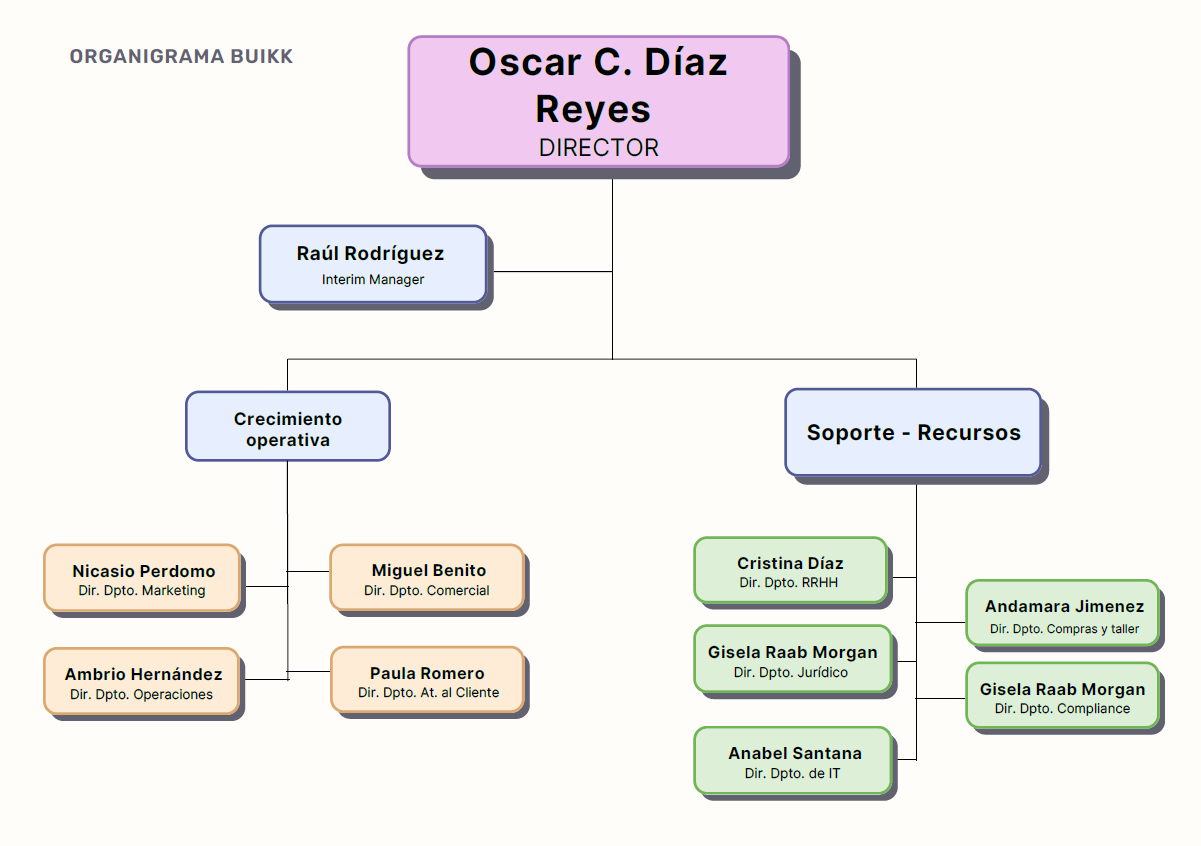 ORGANIGRAMA BUIKK
Oscar C. Díaz
Reyes
DIRECTOR
Raúl Rodríguez
Interim Manager
Crecimiento
operativa
Soporte - Recursos
Nicasio Perdomo
Dir. Dpto. Marketing
Miguel Benito
Dir. Dpto. Comercial
Ambrio Hernández
Dir. Dpto. Operaciones
Paula Romero
Dir. Dpto. At. al Cliente
Cristina Díaz
Dir. Dpto. RRHH
Andamara Jimenez
Dir. Dpto. Compras y taller
Gisela Raab Morgan
Dir. Dpto. Jurídico
Gisela Raab Morgan
Dir. Dpto. Compliance
Anabel Santana
Dir. Dpto. de IT